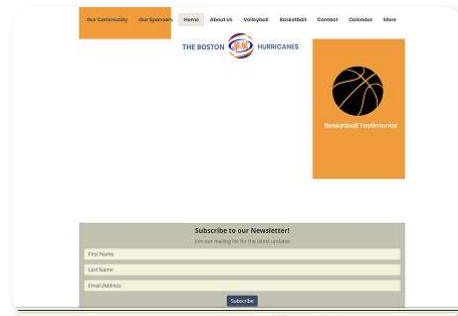 Our Community Our Sponsors Home About Us Volleyball Basketball Contact Calendar More
THE BOSTON HURRICANES
Basketball Testimonial
Subscribe to our Newsletter!
Join our mailing list for the latest updates
First Name
Last Name
Email Address
Subscribe